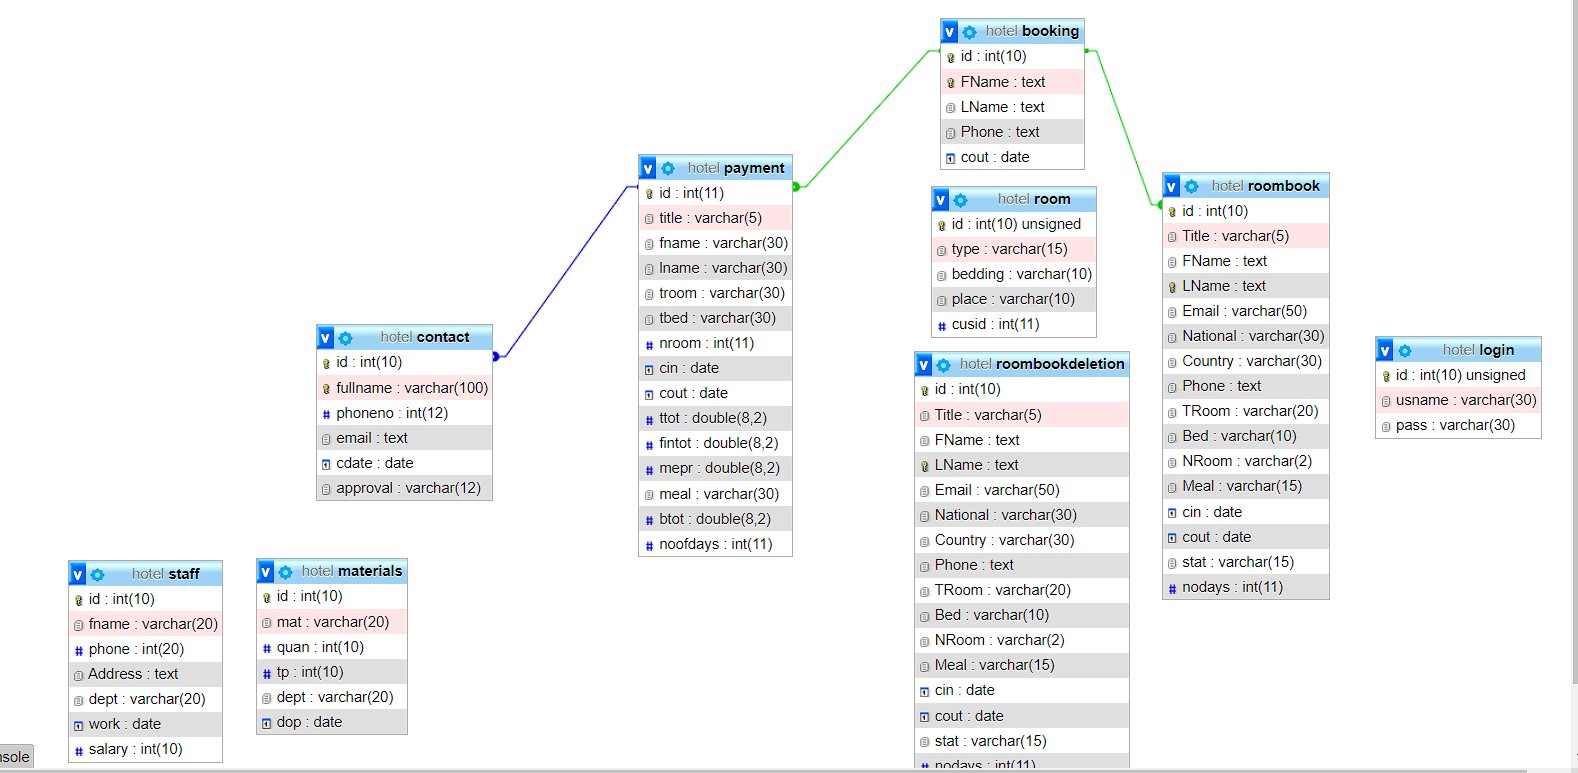 v hotel booking
id : int(10)
FName : text
LName : text
Phone : text
cout : date
v hotel payment
id : int(11)
title : varchar(5)
fname : varchar(30)
lname : varchar(30)
troom : varchar(30)
tbed : varchar(30)
# nroom : int(11)
cin : date
cout : date
# ttot : double(8,2)
# fintot : double(8,2)
# mepr : double(8,2)
meal : varchar(30)
# btot : double(8,2)
# noofdays : int(11)
v hotel roombook
id : int(10)
Title : varchar(5)
FName : text
LName : text
Email : varchar(50)
National : varchar(30)
Country : varchar(30)
Phone : text
TRoom : varchar(20)
Bed : varchar(10)
NRoom : varchar(2)
Meal : varchar(15)
cin : date
cout : date
stat : varchar(15)
# nodays : int(11)
v hotel room
id : int(10) unsigned
type : varchar(15)
bedding : varchar(10)
place : varchar(10)
# cusid : int(11)
v hotel contact
id : int(10)
fullname : varchar(100)
# phoneno : int(12)
email : text
cdate : date
approval : varchar(12)
v hotel login
id : int(10) unsigned
usname : varchar(30)
pass : varchar(30)
v hotel roombookdeletion
id : int(10)
Title : varchar(5)
FName : text
LName : text
Email : varchar(50)
National : varchar(30)
Country : varchar(30)
Phone : text
TRoom : varchar(20)
Bed : varchar(10)
NRoom : varchar(2)
Meal : varchar(15)
cin : date
cout : date
stat : varchar(15)
# nodays : int(11)
v hotel staff
id : int(10)
fname : varchar(20)
# phone : int(20)
Address : text
dept : varchar(20)
work : date
# salary : int(10)
v hotel materials
id : int(10)
mat : varchar(20)
# quan : int(10)
# tp : int(10)
dept : varchar(20)
dop : date
nsole